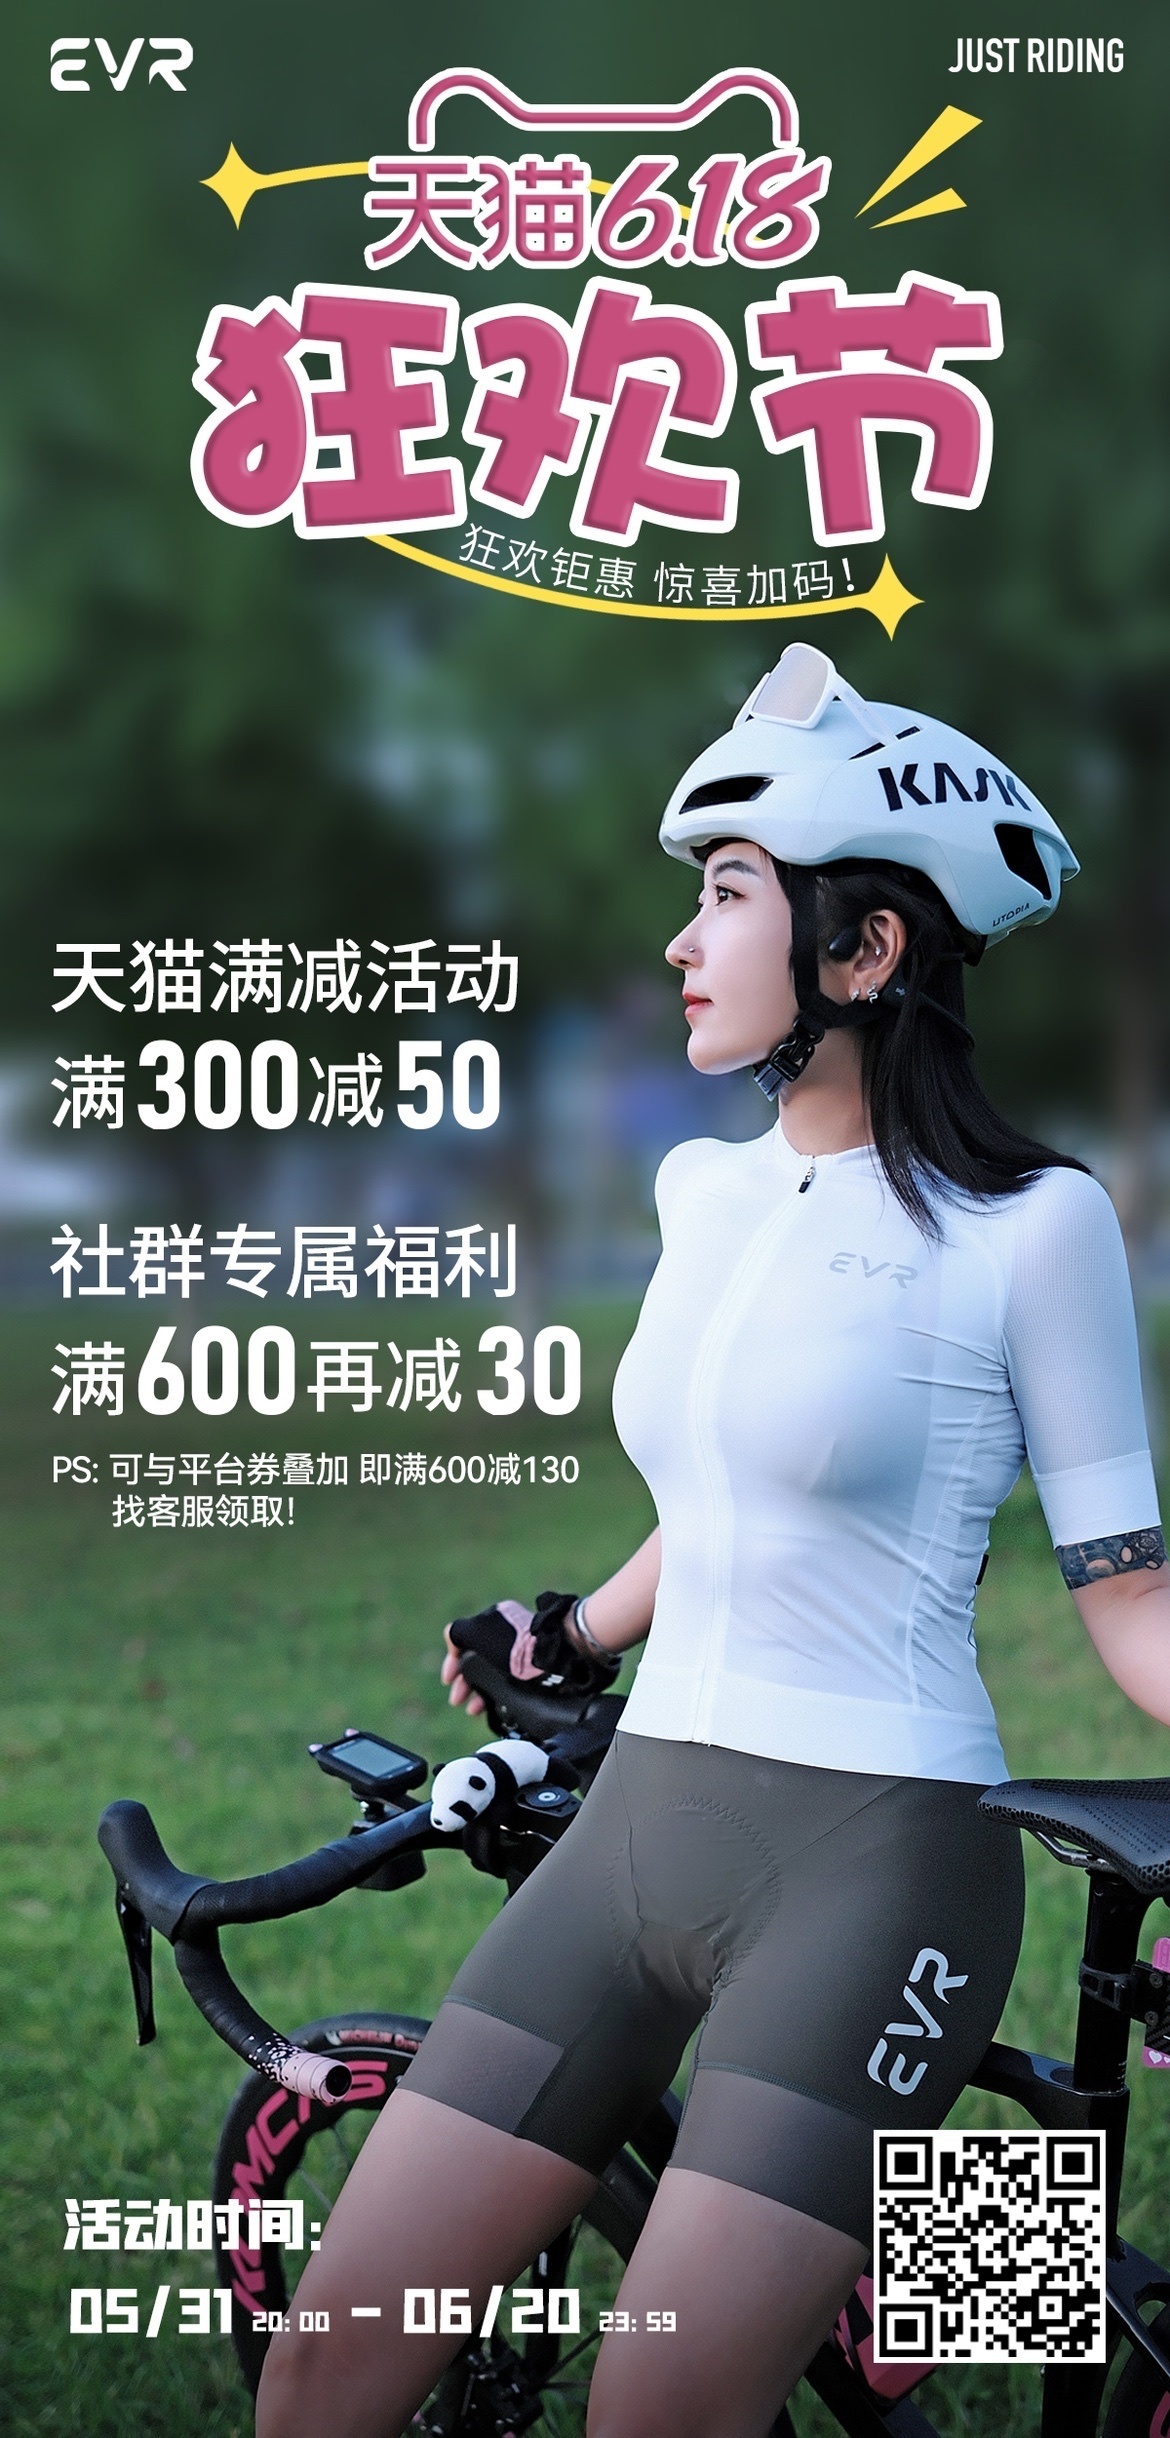 EVR
JUST RIDING
天猫6.18
狂欢节
狂欢钜惠 惊喜加码!
KASK
UTOPIA
天猫满减活动
满300减50
EVR
社群专属福利
满600再减30
PS: 可与平台券叠加 即满600减130
找客服领取!
EVR
MICHELIN
活动时间:
05/31 20:00 - 06/20 23:59